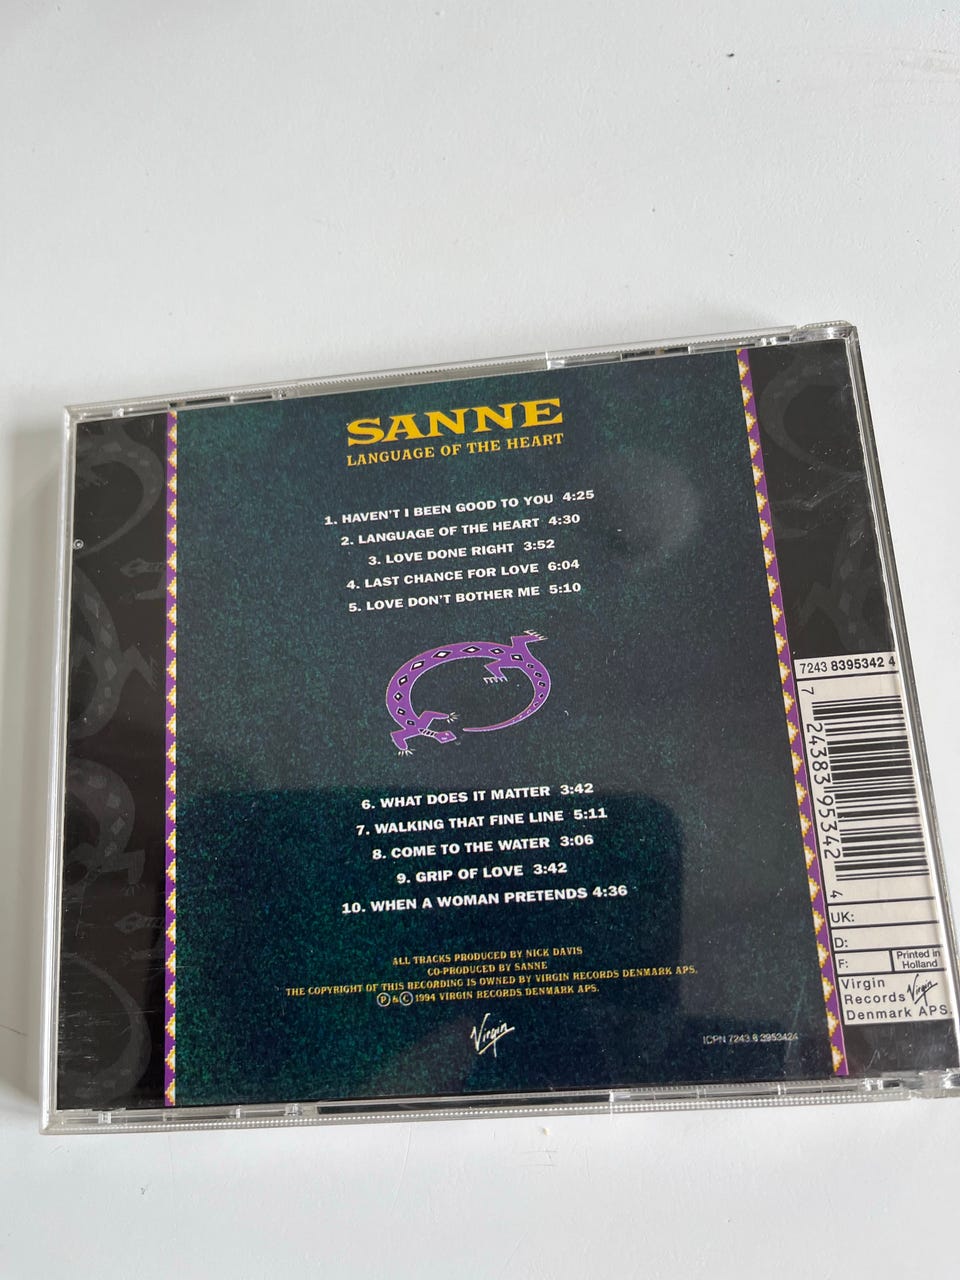 SANNE
LANGUAGE OF THE HEART
1. HAVEN'T I BEEN GOOD TO YOU 4:25
2. LANGUAGE OF THE HEART 4:30
3. LOVE DONE RIGHT 3:52
4. LAST CHANCE FOR LOVE 6:04
5. LOVE DON'T BOTHER ME 5:10
6. WHAT DOES IT MATTER 3:42
7. WALKING THAT FINE LINE 5:11
8. COME TO THE WATER 3:06
9. GRIP OF LOVE 3:42
10. WHEN A WOMAN PRETENDS 4:36
ALL TRACKS PRODUCED BY NICK DAVIS
CO-PRODUCED BY SANNE
THE COPYRIGHT OF THIS RECORDING IS OWNED BY VIRGIN RECORDS DENMARK APS.
Ⓟ & © 1994 VIRGIN RECORDS DENMARK APS.
Virgin
ICPN 7243 8 3953424
7243 8395342 4
7 24383 95342 4
UK:
D:
F:
Printed in
Holland
Virgin
Records Virgin
Denmark APS.